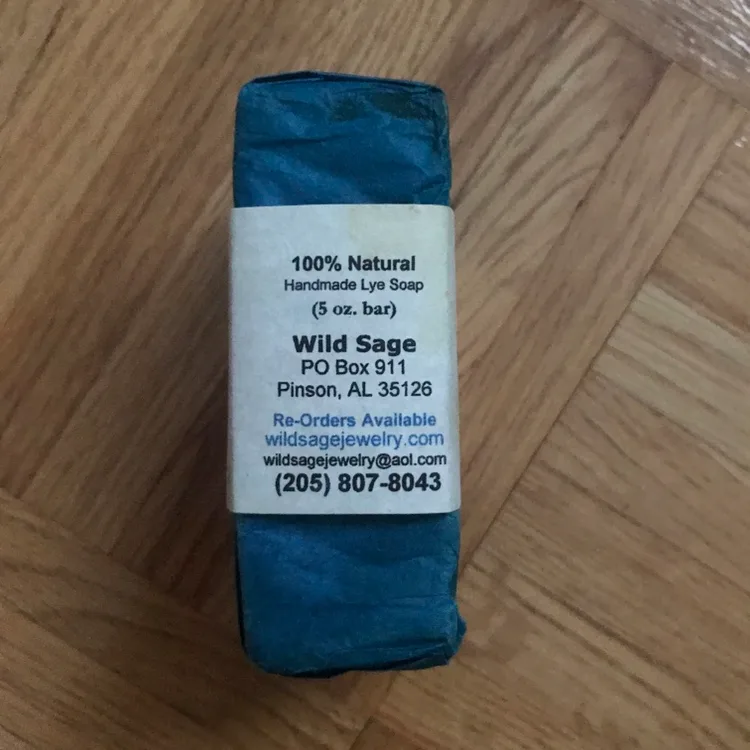 100% Natural
Handmade Lye Soap
(5 oz. bar)
Wild Sage
PO Box 911
Pinson, AL 35126
Re-Orders Available
wildsagejewelry.com
wildsagejewelry@aol.com
(205) 807-8043